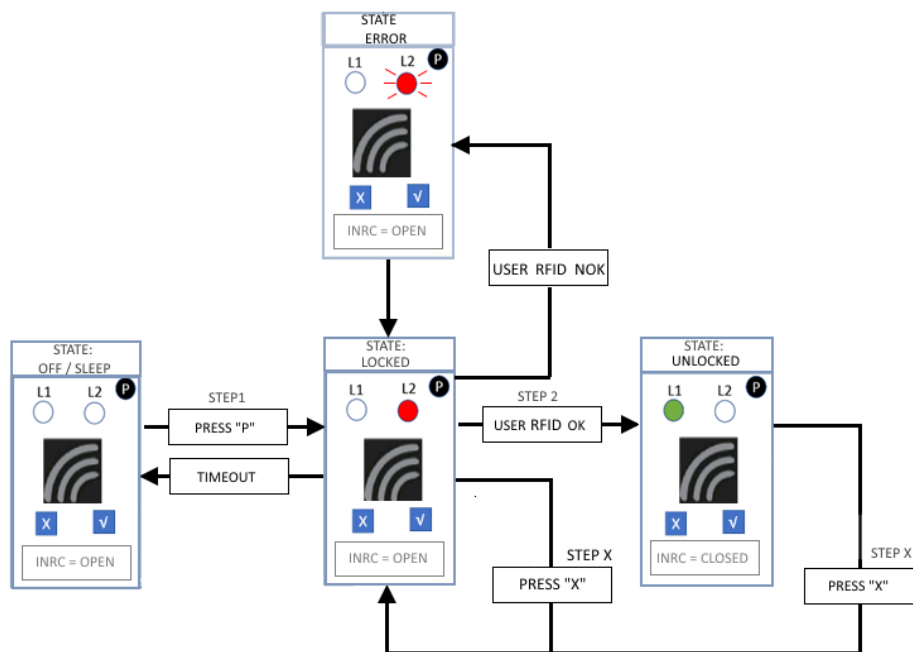 STATE
ERROR
L1 L2 P
X √
INRC = OPEN
USER RFID NOK
STATE:
OFF / SLEEP
L1 L2 P
X √
INRC = OPEN
STEP1
PRESS "P"
TIMEOUT
STATE:
LOCKED
L1 L2 P
X √
INRC = OPEN
STEP 2
USER RFID OK
STEP X
PRESS "X"
STATE:
UNLOCKED
L1 L2 P
X √
INRC = CLOSED
STEP X
PRESS "X"